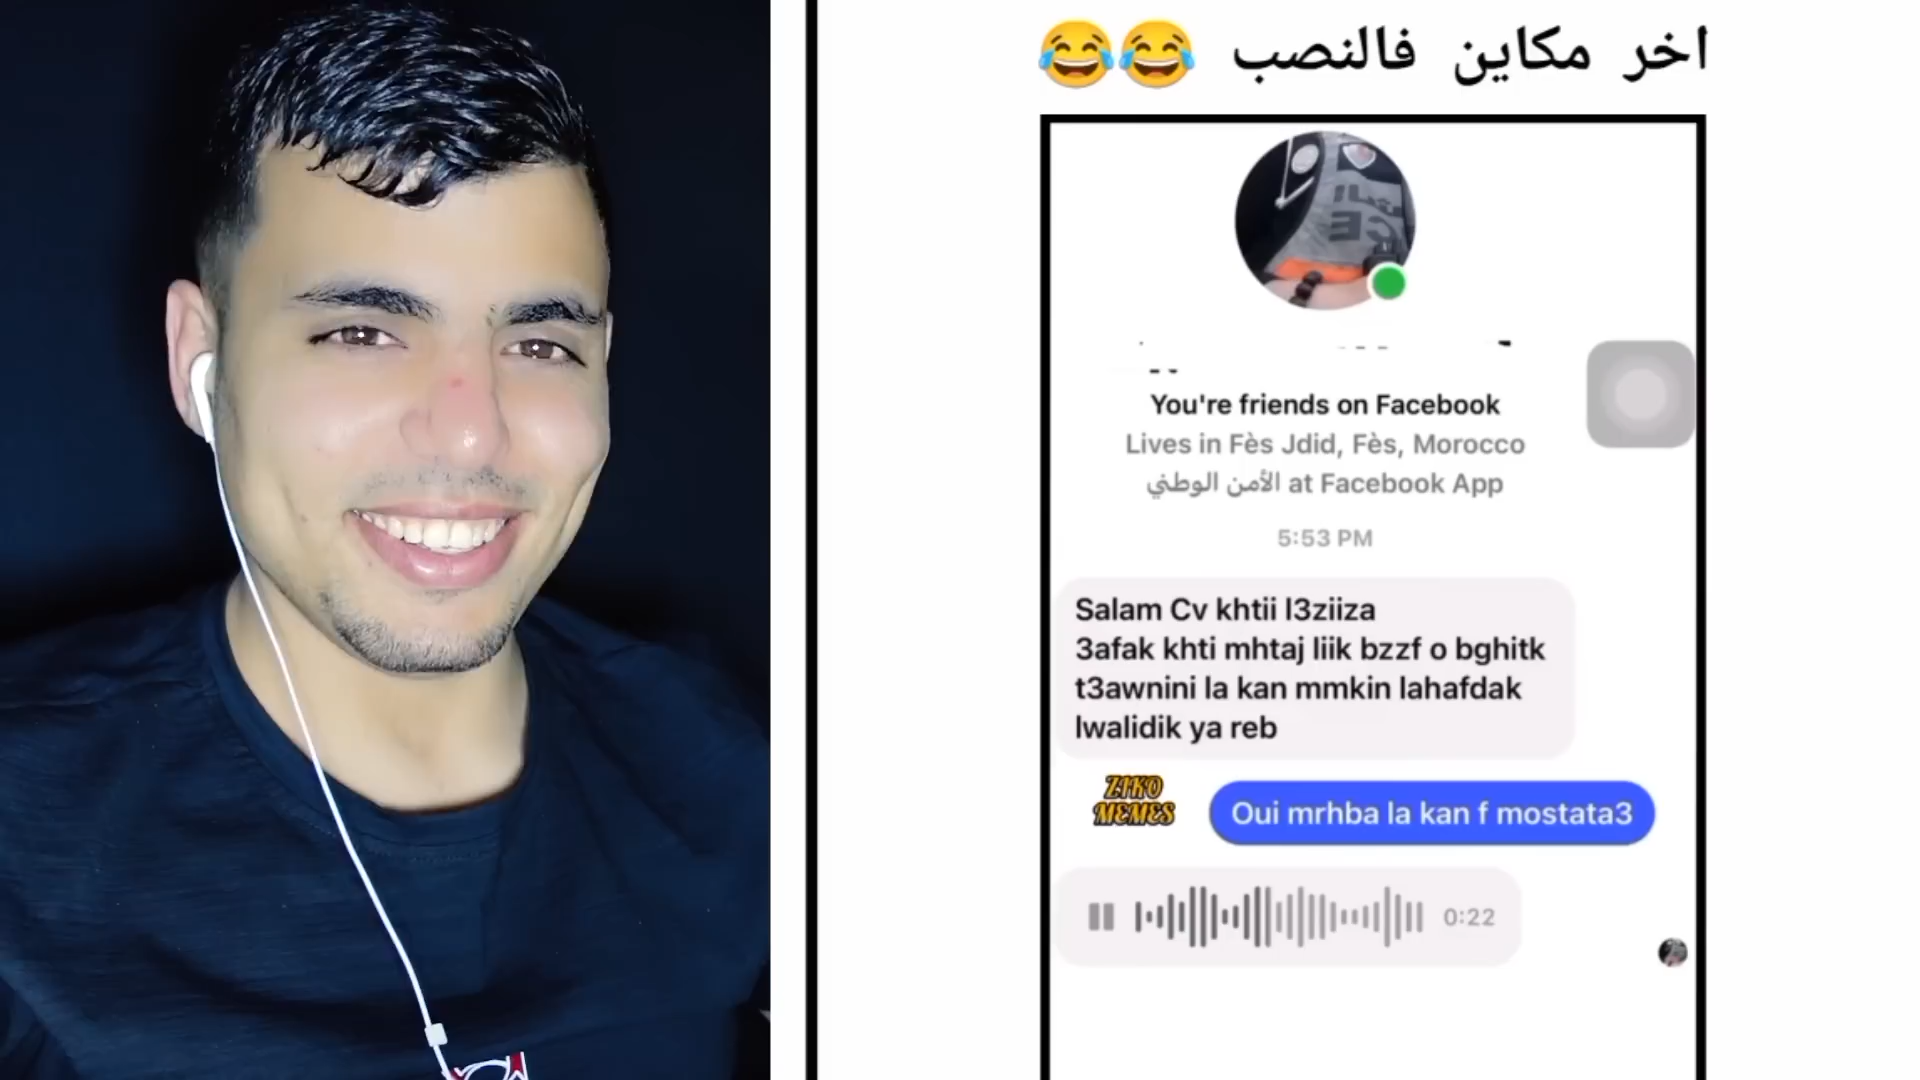 اخر مكاين فالنصب 😂😂
You're friends on Facebook
Lives in Fès Jdid, Fès, Morocco
الأمن الوطني at Facebook App
5:53 PM
Salam Cv khtii l3ziiza
3afak khti mhtaj liik bzzf o bghitk
t3awnini la kan mmkin lahafdak
lwalidik ya reb
ZIKO
MEMES
Oui mrhba la kan f mostata3
0:22